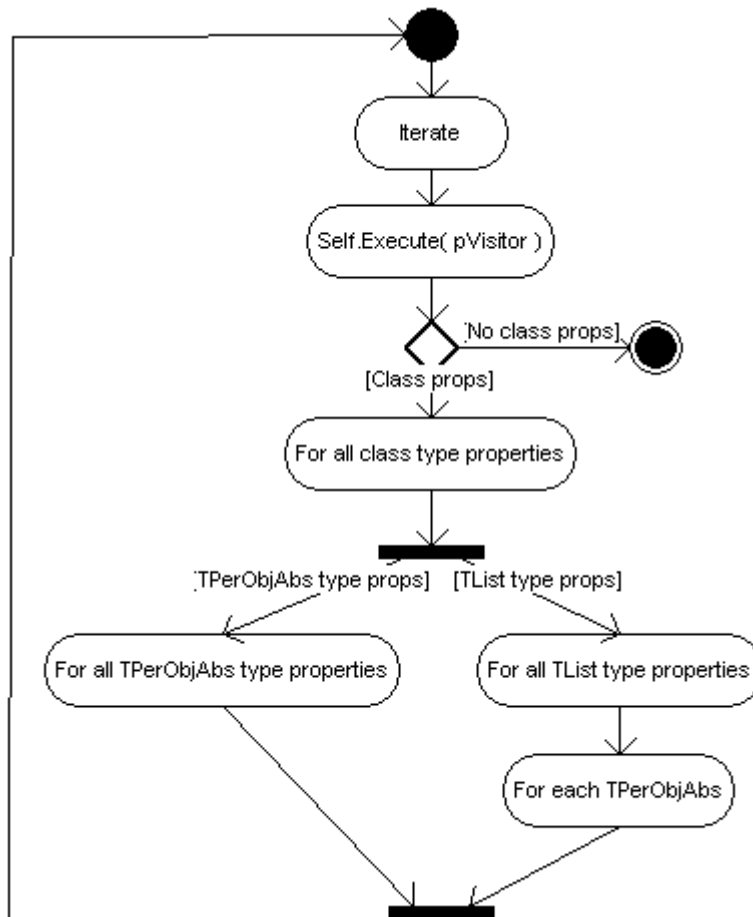 Iterate
Self.Execute( pVisitor )
[No class props]
[Class props]
For all class type properties
[TPerObjAbs type props]
[TList type props]
For all TPerObjAbs type properties
For all TList type properties
For each TPerObjAbs